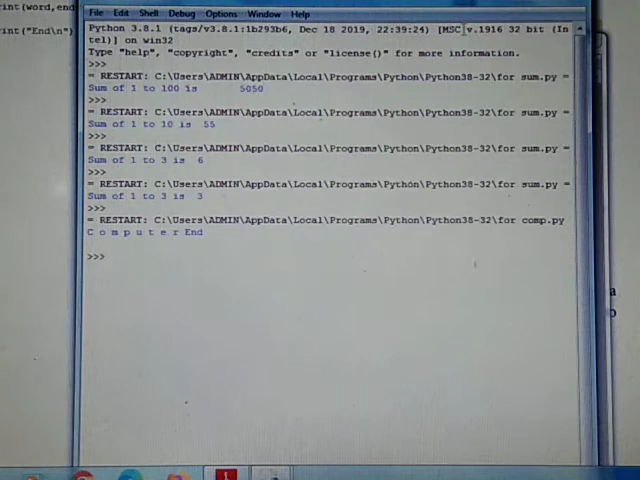 rint(word,end
rint("End\n")
File Edit Shell Debug Options Window Help
Python 3.8.1 (tags/v3.8.1:1b293b6, Dec 18 2019, 22:39:24) [MSC v.1916 32 bit (In
tel)] on win32
Type "help", "copyright", "credits" or "license()" for more information.
>>>
= RESTART: C:\Users\ADMIN\AppData\Local\Programs\Python\Python38-32\for sum.py =
Sum of 1 to 100 is 5050
>>>
= RESTART: C:\Users\ADMIN\AppData\Local\Programs\Python\Python38-32\for sum.py =
Sum of 1 to 10 is 55
>>>
= RESTART: C:\Users\ADMIN\AppData\Local\Programs\Python\Python38-32\for sum.py =
Sum of 1 to 3 is 6
>>>
= RESTART: C:\Users\ADMIN\AppData\Local\Programs\Python\Python38-32\for sum.py =
Sum of 1 to 3 is 3
>>>
= RESTART: C:\Users\ADMIN\AppData\Local\Programs\Python\Python38-32\for comp.py
C o m p u t e r End
>>>
a
o